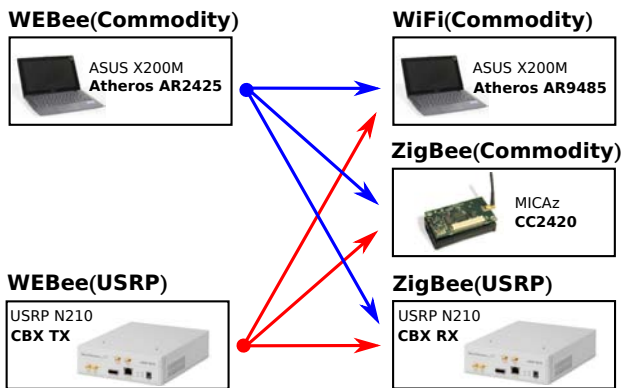 WEBee(Commodity)
ASUS X200M
Atheros AR2425
WiFi(Commodity)
ASUS X200M
Atheros AR9485
ZigBee(Commodity)
MICAz
CC2420
WEBee(USRP)
USRP N210
CBX TX
ZigBee(USRP)
USRP N210
CBX RX